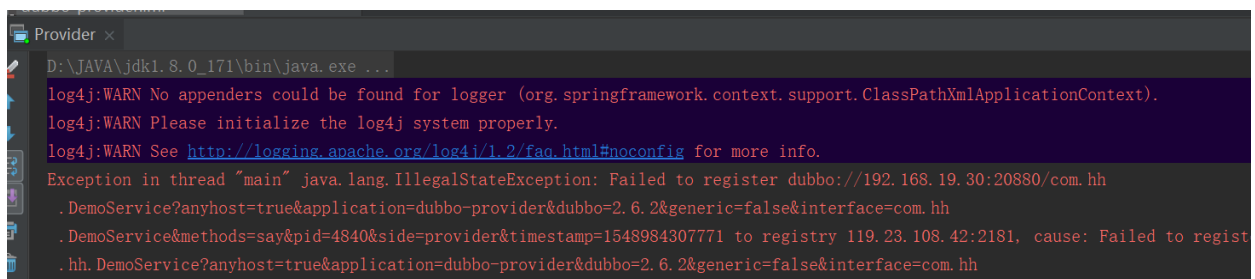 Provider ×
D:\JAVA\jdk1.8.0_171\bin\java.exe ...
log4j:WARN No appenders could be found for logger (org.springframework.context.support.ClassPathXmlApplicationContext).
log4j:WARN Please initialize the log4j system properly.
log4j:WARN See http://logging.apache.org/log4j/1.2/faq.html#noconfig for more info.
Exception in thread "main" java.lang.IllegalStateException: Failed to register dubbo://192.168.19.30:20880/com.hh
.DemoService?anyhost=true&application=dubbo-provider&dubbo=2.6.2&generic=false&interface=com.hh
.DemoService&methods=say&pid=4840&side=provider&timestamp=1548984307771 to registry 119.23.108.42:2181, cause: Failed to regist
.hh.DemoService?anyhost=true&application=dubbo-provider&dubbo=2.6.2&generic=false&interface=com.hh